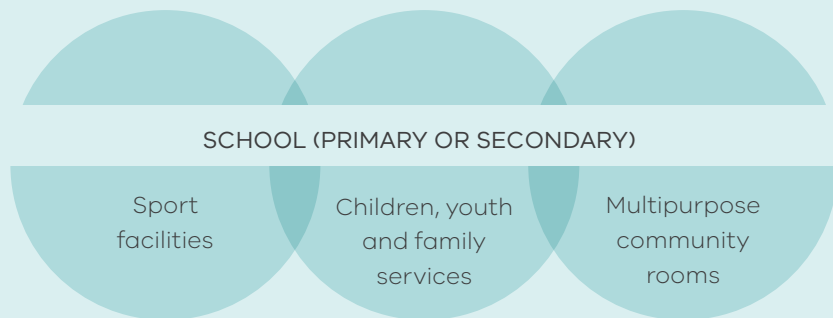 SCHOOL (PRIMARY OR SECONDARY)
Sport
facilities
Children, youth
and family
services
Multipurpose
community
rooms